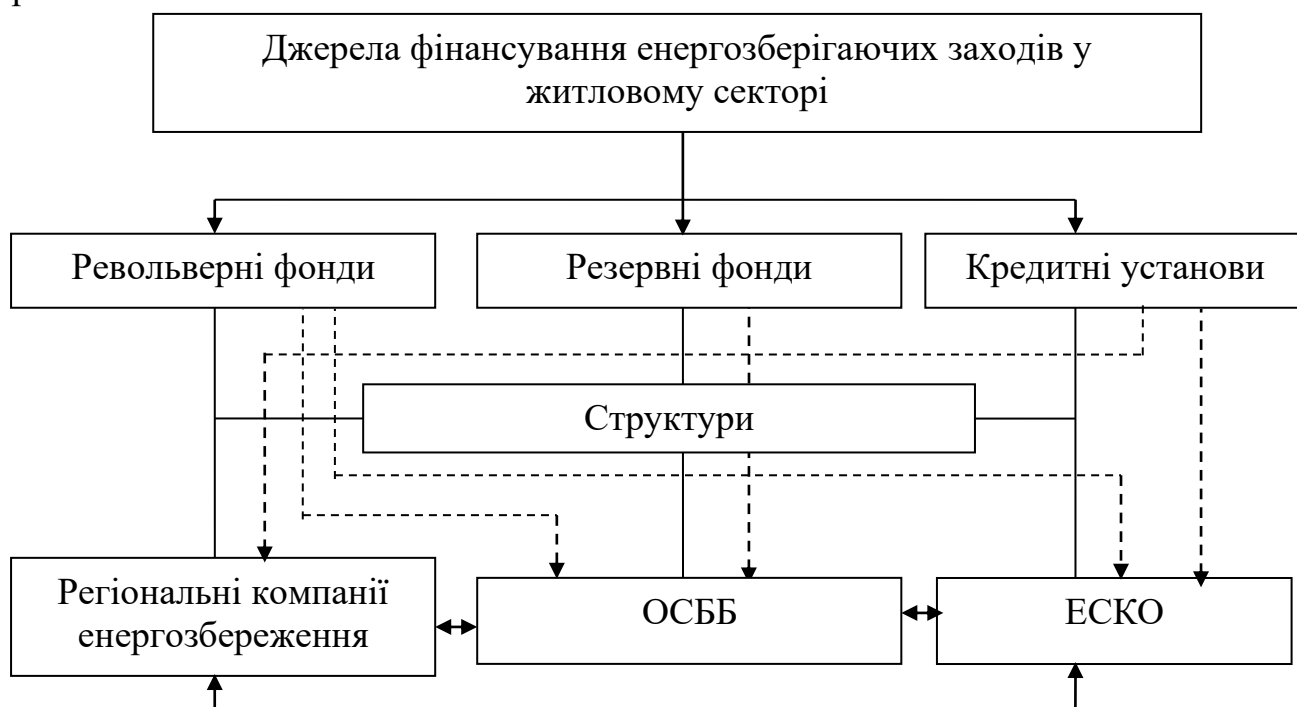 Джерела фінансування енергозберігаючих заходів у
житловому секторі
Револьверні фонди
Резервні фонди
Кредитні установи
Структури
Регіональні компанії
енергозбереження
ОСББ
ЕСКО